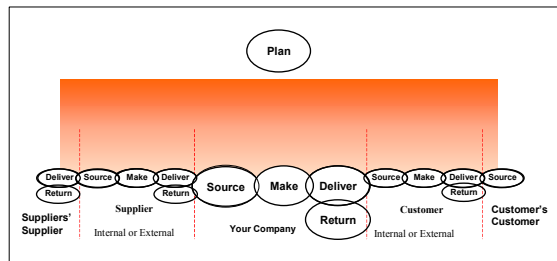 Plan
Deliver Source Make Deliver Source Make Deliver Source Make Deliver Source
Return Return Return Return
Suppliers' Supplier
Supplier
Internal or External
Your Company
Customer
Internal or External
Customer's Customer